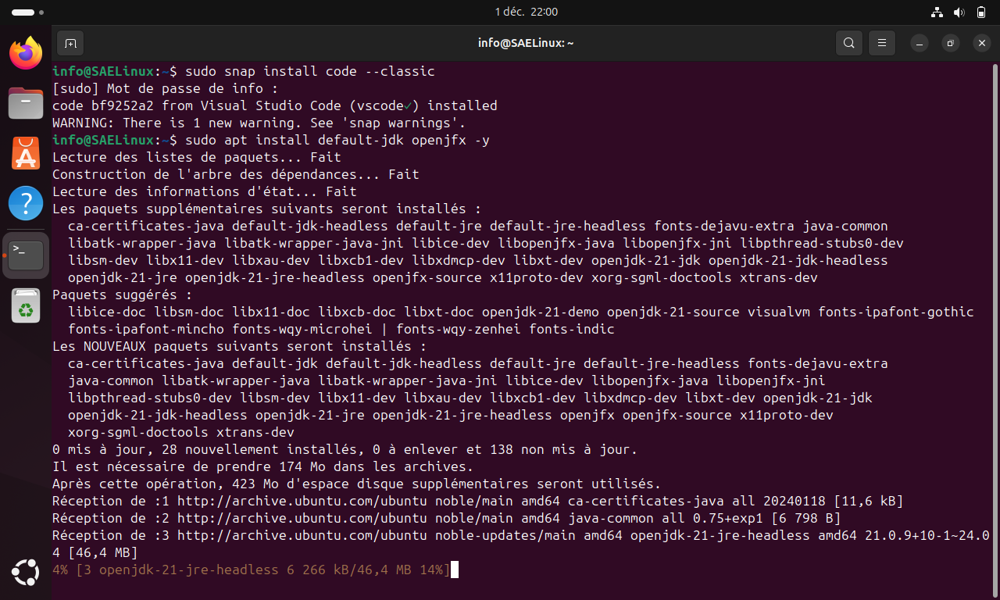 1 déc. 22:00
info@SAELinux: ~
info@SAELinux:~$ sudo snap install code --classic
[sudo] Mot de passe de info :
code bf9252a2 from Visual Studio Code (vscode✓) installed
WARNING: There is 1 new warning. See 'snap warnings'.
info@SAELinux:~$ sudo apt install default-jdk openjfx -y
Lecture des listes de paquets... Fait
Construction de l'arbre des dépendances... Fait
Lecture des informations d'état... Fait
Les paquets supplémentaires suivants seront installés :
  ca-certificates-java default-jdk-headless default-jre default-jre-headless fonts-dejavu-extra java-common
  libatk-wrapper-java libatk-wrapper-java-jni libice-dev libopenjfx-java libopenjfx-jni libpthread-stubs0-dev
  libsm-dev libx11-dev libxau-dev libxcb1-dev libxdmcp-dev libxt-dev openjdk-21-jdk openjdk-21-jdk-headless
  openjdk-21-jre openjdk-21-jre-headless openjfx-source x11proto-dev xorg-sgml-doctools xtrans-dev
Paquets suggérés :
  libice-doc libsm-doc libx11-doc libxcb-doc libxt-doc openjdk-21-demo openjdk-21-source visualvm fonts-ipafont-gothic
  fonts-ipafont-mincho fonts-wqy-microhei | fonts-wqy-zenhei fonts-indic
Les NOUVEAUX paquets suivants seront installés :
  ca-certificates-java default-jdk default-jdk-headless default-jre default-jre-headless fonts-dejavu-extra
  java-common libatk-wrapper-java libatk-wrapper-java-jni libice-dev libopenjfx-java libopenjfx-jni
  libpthread-stubs0-dev libsm-dev libx11-dev libxau-dev libxcb1-dev libxdmcp-dev libxt-dev openjdk-21-jdk
  openjdk-21-jdk-headless openjdk-21-jre openjdk-21-jre-headless openjfx openjfx-source x11proto-dev
  xorg-sgml-doctools xtrans-dev
0 mis à jour, 28 nouvellement installés, 0 à enlever et 138 non mis à jour.
Il est nécessaire de prendre 174 Mo dans les archives.
Après cette opération, 423 Mo d'espace disque supplémentaires seront utilisés.
Réception de :1 http://archive.ubuntu.com/ubuntu noble/main amd64 ca-certificates-java all 20240118 [11,6 kB]
Réception de :2 http://archive.ubuntu.com/ubuntu noble/main amd64 java-common all 0.75+exp1 [6 798 B]
Réception de :3 http://archive.ubuntu.com/ubuntu noble-updates/main amd64 openjdk-21-jre-headless amd64 21.0.9+10-1~24.0
4 [46,4 MB]
4% [3 openjdk-21-jre-headless 6 266 kB/46,4 MB 14%]